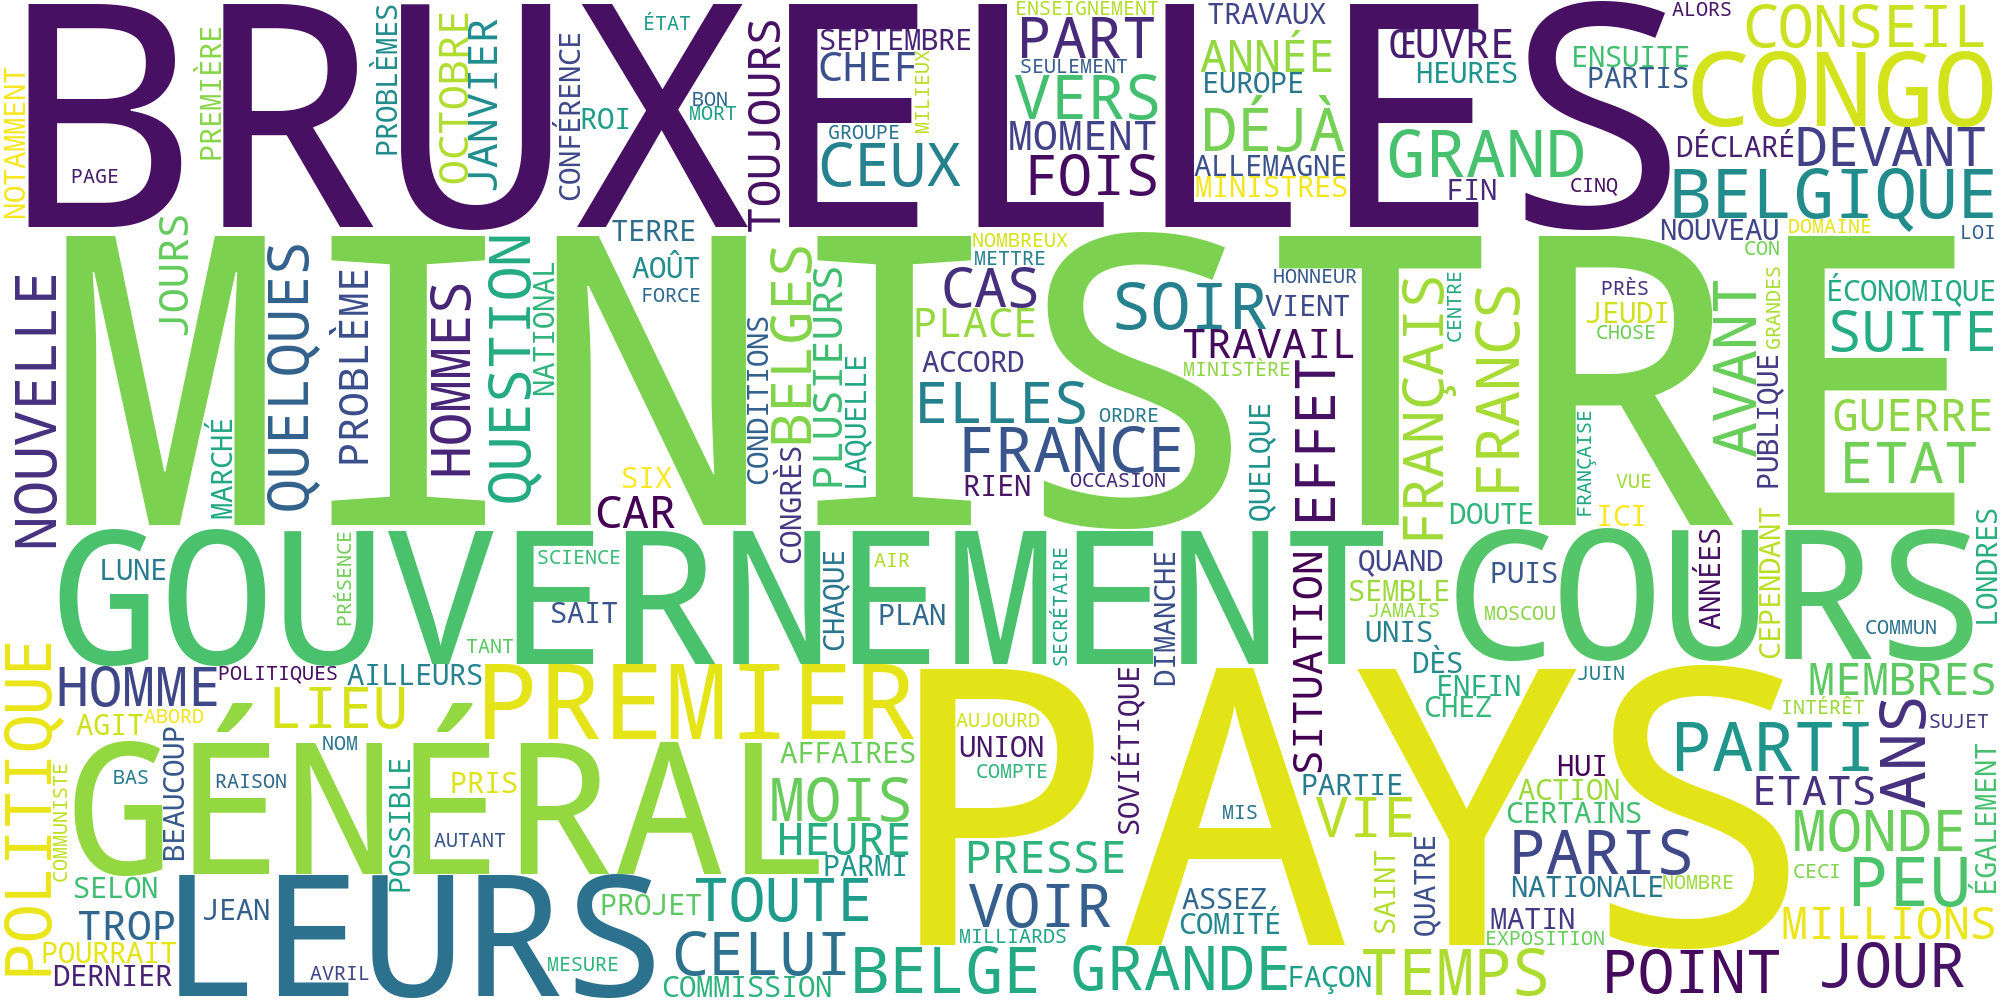 BRUXELLES
MINISTRE
GOUVERNEMENT
COURS
PAYS
GÉNÉRAL
LEURS
PREMIER
NOTAMMENT
PREMIÈRE
PROBLÈMES
OCTOBRE
JANVIER
CONFÉRENCE
ÉTAT
ROI
BON
MORT
TOUJOURS
SEPTEMBRE
CHEF
GROUPE
MILIEUX
CEUX
ENSEIGNEMENT
PART
SEULEMENT
VERS
MOMENT
FOIS
TRAVAUX
ANNÉE
EUROPE
DÉJÀ
ALLEMAGNE
MINISTRES
ŒUVRE
HEURES
GRAND
FIN
CINQ
ENSUITE
PARTIS
ALORS
CONSEIL
CONGO
DÉCLARÉ
DEVANT
BELGIQUE
PAGE
NOUVEAU
DOMAINE
LOI
NOUVELLE
JOURS
MARCHÉ
QUELQUES
PROBLÈME
HOMMES
QUESTION
NATIONAL
TERRE
AOÛT
FORCE
SIX
CAR
CONDITIONS
BELGES
CONGRÈS
PLUSIEURS
LAQUELLE
NOMBREUX
METTRE
CAS
PLACE
ACCORD
ELLES
ORDRE
FRANCE
RIEN
OCCASION
SOIR
HONNEUR
VIENT
TRAVAIL
MINISTÈRE
QUELQUE
EFFET
FRANÇAIS
CENTRE
FRANCS
DOUTE
PRÈS
JEUDI
CHOSE
FRANÇAISE
VUE
ICI
CON
GRANDES
AVANT
PUBLIQUE
ÉCONOMIQUE
SUITE
GUERRE
ETAT
LUNE
PRÉSENCE
SCIENCE
SAIT
TANT
CHAQUE
AIR
PLAN
SECRÉTAIRE
DIMANCHE
SITUATION
QUAND
SEMBLE
JAMAIS
UNIS
PUIS
MOSCOU
ANNÉES
CEPENDANT
COMMUN
LONDRES
POLITIQUE
HOMME
POLITIQUES
AILLEURS
AGIT
ABORD
LIEU
NOM
BAS
RAISON
COMMUNISTE
BEAUCOUP
POSSIBLE
PRIS
AUTANT
AFFAIRES
MOIS
HEURE
PARMI
AUJOURD
UNION
COMPTE
SOVIÉTIQUE
MIS
DÈS
ENFIN
CHEZ
JUIN
HUI
PARTIE
ACTION
VIE
CERTAINS
PARIS
MEMBRES
INTÉRÊT
PARTI
ETATS
ANS
SUJET
MONDE
CECI
PEU
ÉGALEMENT
SELON
TROP
JEAN
POURRAIT
DERNIER
AVRIL
MESURE
PROJET
TOUTE
CELUI
COMMISSION
PRESSE
VOIR
MILLIARDS
BELGE
ASSEZ
COMITÉ
GRANDE
FAÇON
SAINT
QUATRE
NATIONALE
NOMBRE
MATIN
EXPOSITION
TEMPS
POINT
MILLIONS
JOUR